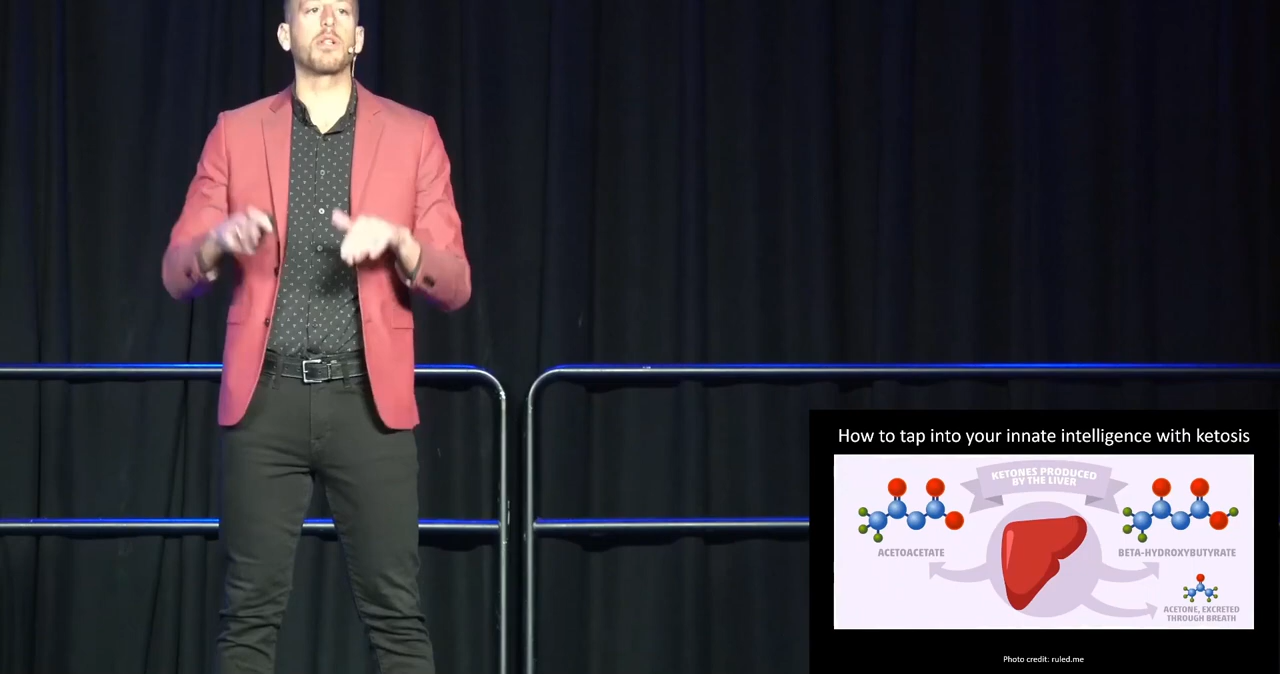 How to tap into your innate intelligence with ketosis
KETONES PRODUCED
BY THE LIVER
ACETOACETATE
BETA-HYDROXYBUTYRATE
ACETONE, EXCRETED
THROUGH BREATH
Photo credit: ruled.me